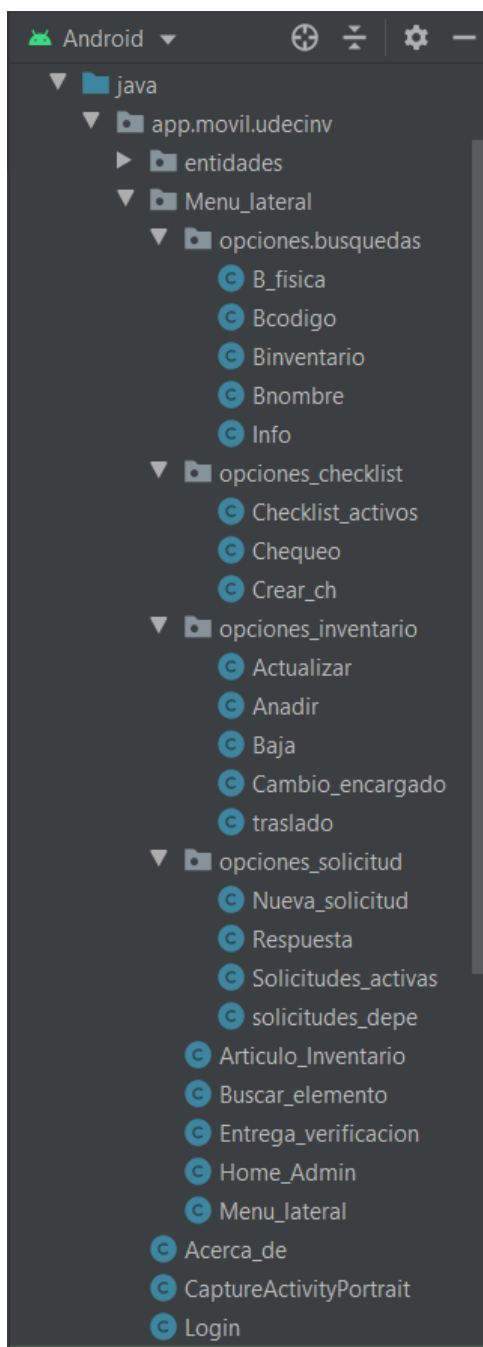 Android
java
app.movil.udecinv
entidades
Menu_lateral
opciones.busquedas
B_fisica
Bcodigo
Binventario
Bnombre
Info
opciones_checklist
Checklist_activos
Chequeo
Crear_ch
opciones_inventario
Actualizar
Anadir
Baja
Cambio_encargado
traslado
opciones_solicitud
Nueva_solicitud
Respuesta
Solicitudes_activas
solicitudes_depe
Articulo_Inventario
Buscar_elemento
Entrega_verificacion
Home_Admin
Menu_lateral
Acerca_de
CaptureActivityPortrait
Login